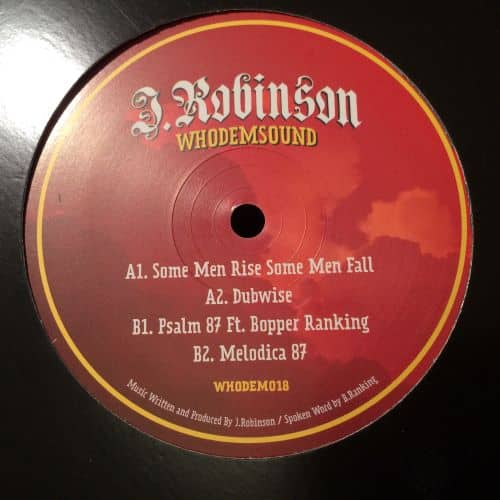 J.Robinson
WHODEMSOUND
A1. Some Men Rise Some Men Fall
A2. Dubwise
B1. Psalm 87 Ft. Bopper Ranking
B2. Melodica 87
WHODEM018
Music Written and Produced By J.Robinson / Spoken Word by B.Ranking